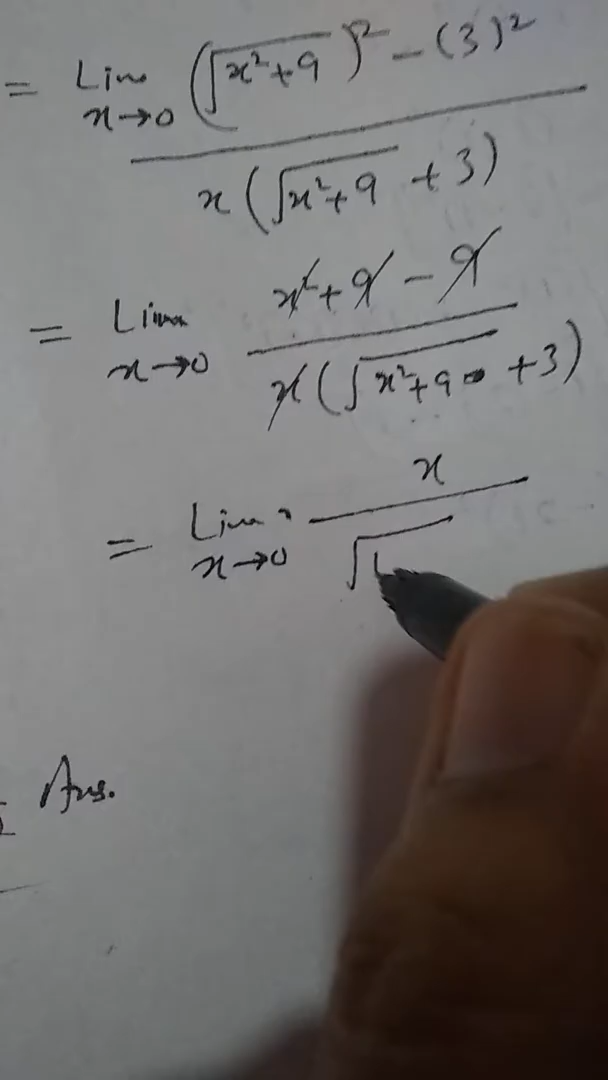 = Lim x→0 (√x²+9)² - (3)² / x(√x²+9 + 3)
= Lim x→0 x²+9-9 / x(√x²+9 + 3)
= Lim x→0 x / √
Ans.